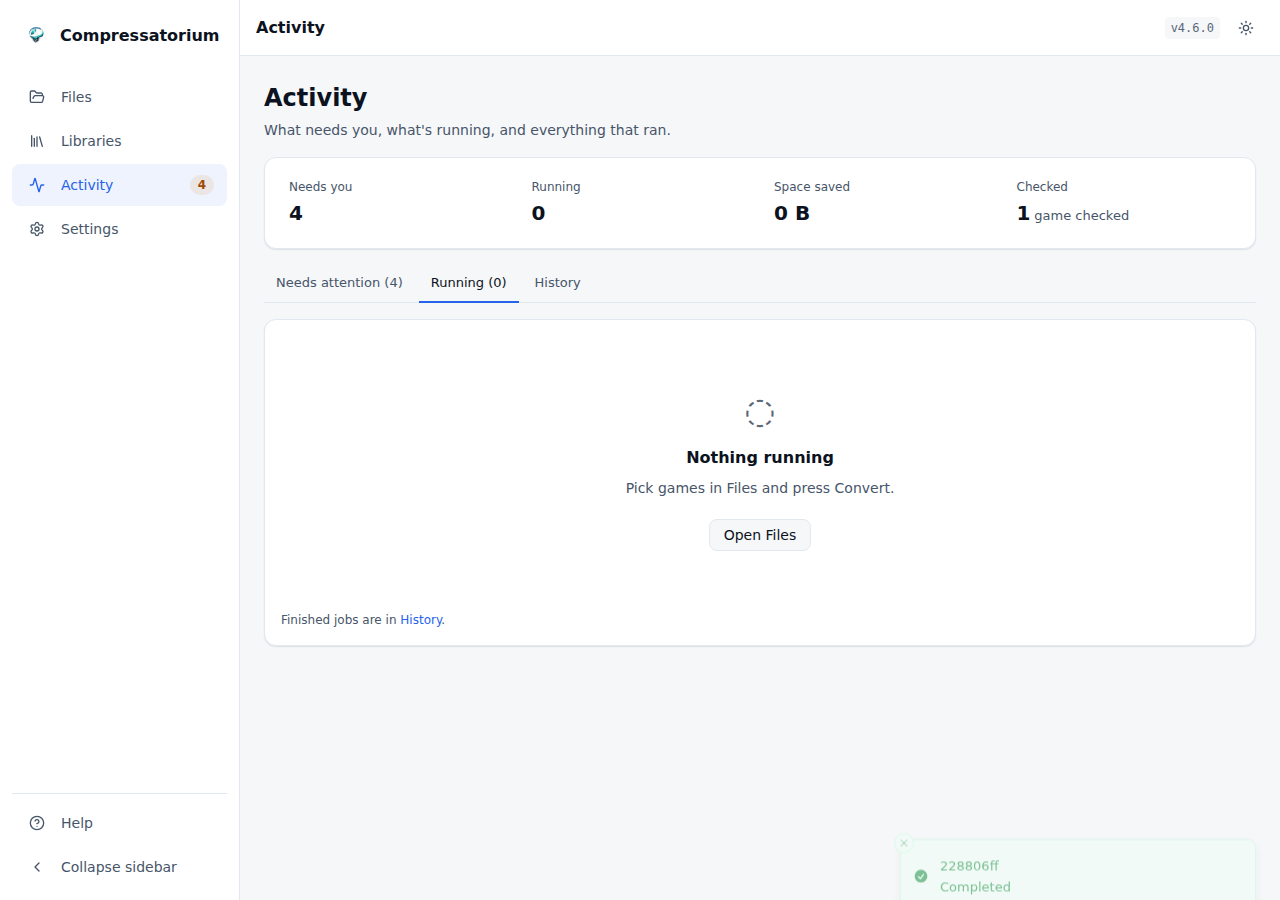 Compressatorium
Activity
v4.6.0
Files
Libraries
Activity 4
Settings
Activity
What needs you, what's running, and everything that ran.
Needs you
4
Running
0
Space saved
0 B
Checked
1 game checked
Needs attention (4)
Running (0)
History
Nothing running
Pick games in Files and press Convert.
Open Files
Finished jobs are in History.
Help
Collapse sidebar
228806ff
Completed